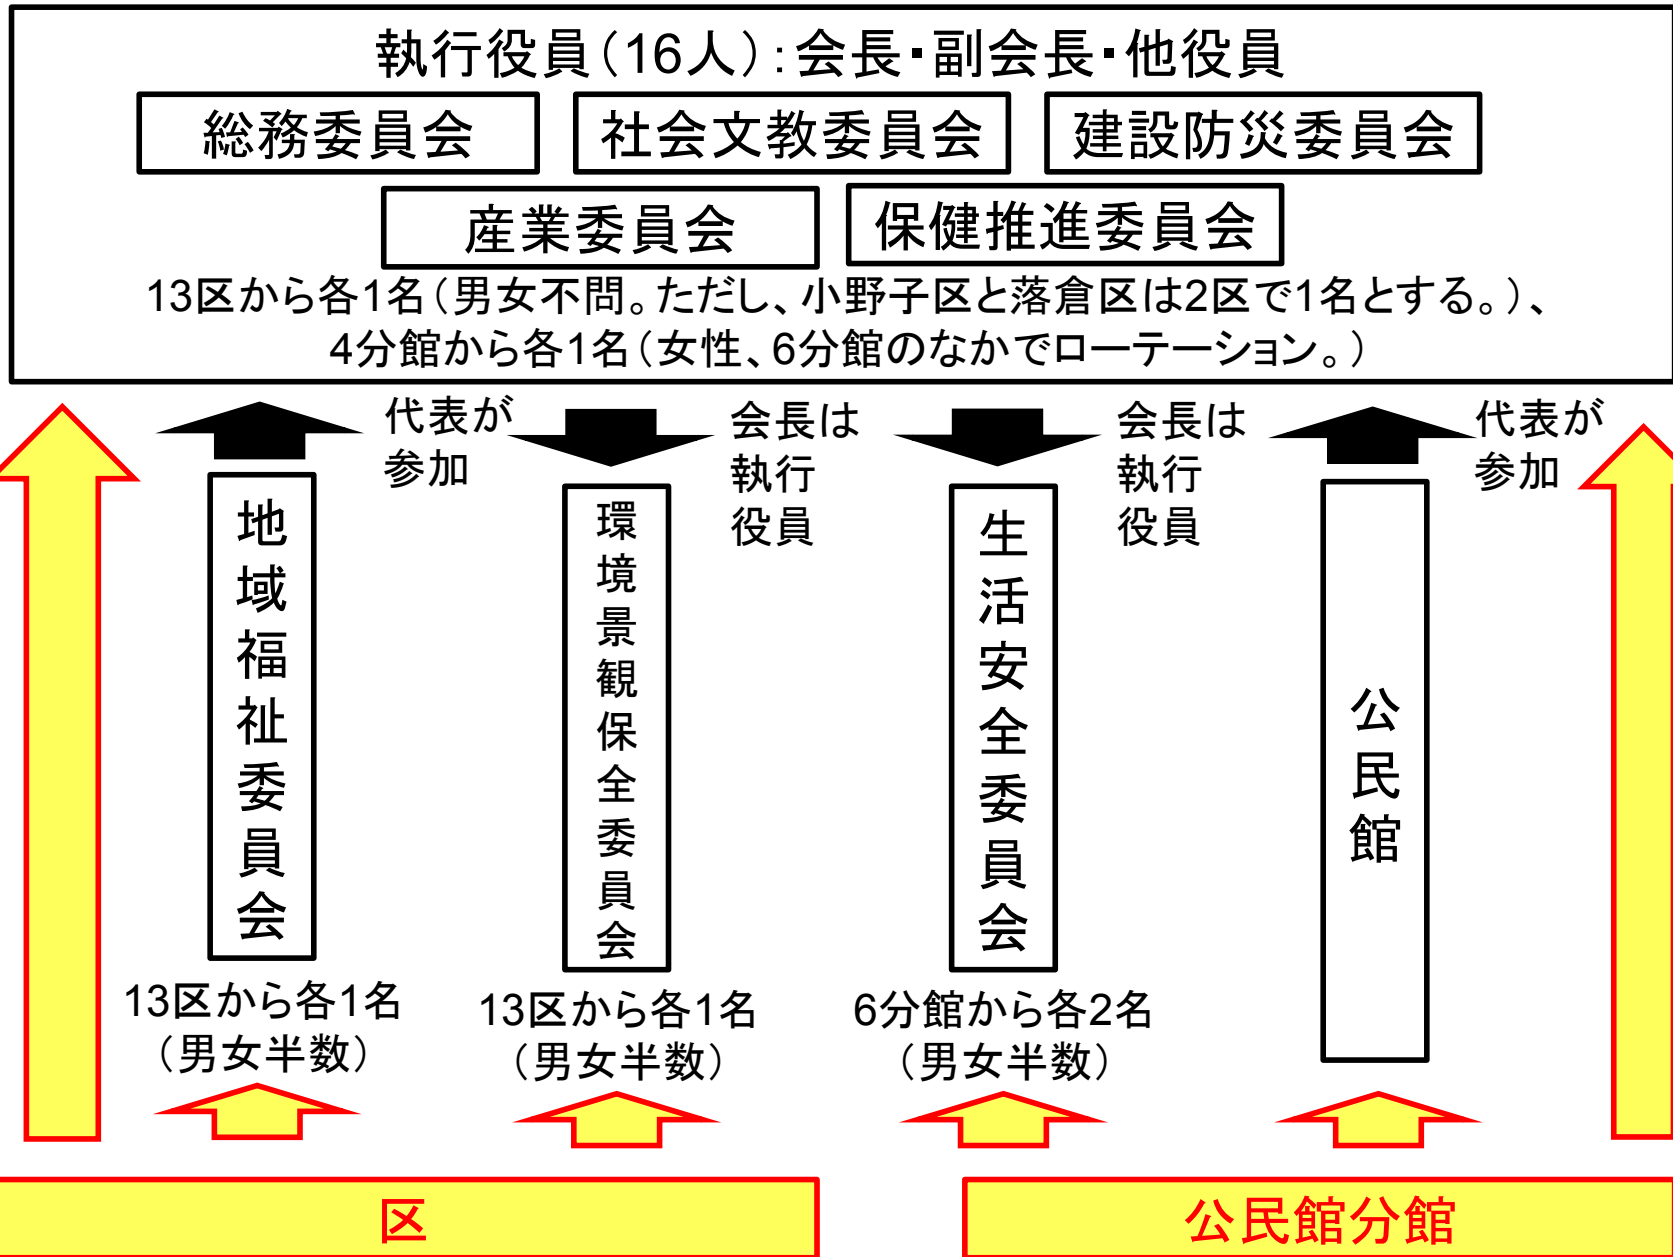 執行役員(16人):会長・副会長・他役員
総務委員会
社会文教委員会
建設防災委員会
産業委員会
保健推進委員会
13区から各1名(男女不問。ただし、小野子区と落倉区は2区で1名とする。)、
4分館から各1名(女性、6分館のなかでローテーション。)
代表が
参加
会長は
執行
役員
会長は
執行
役員
代表が
参加
地域福祉委員会
環境景観保全委員会
生活安全委員会
公民館
13区から各1名
(男女半数)
13区から各1名
(男女半数)
6分館から各2名
(男女半数)
区
公民館分館